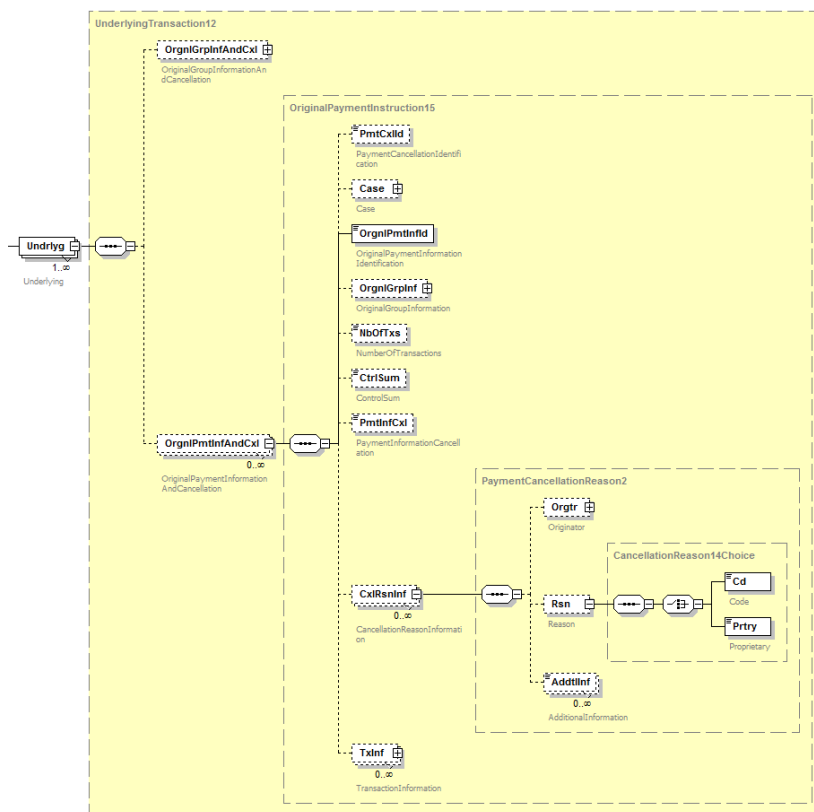 UnderlyingTransaction12
OrgnlGrpInfAndCxl
OriginalGroupInformationAn
dCancellation
OriginalPaymentInstruction15
PmtCxlId
PaymentCancellationIdentifi
cation
Case
Case
OrgnlPmtInfId
OriginalPaymentInformation
Identification
Undrlyg
1..∞
Underlying
OrgnlGrpInf
OriginalGroupInformation
NbOfTxs
NumberOfTransactions
CtrlSum
ControlSum
PmtInfCxl
PaymentInformationCancell
ation
OrgnlPmtInfAndCxl
0..∞
OriginalPaymentInformation
AndCancellation
PaymentCancellationReason2
Orgtr
Originator
CancellationReason14Choice
Cd
Code
CxlRsnInf
0..∞
CancellationReasonInformati
on
Rsn
Reason
Prtry
Proprietary
AddtlInf
0..∞
AdditionalInformation
TxInf
0..∞
TransactionInformation